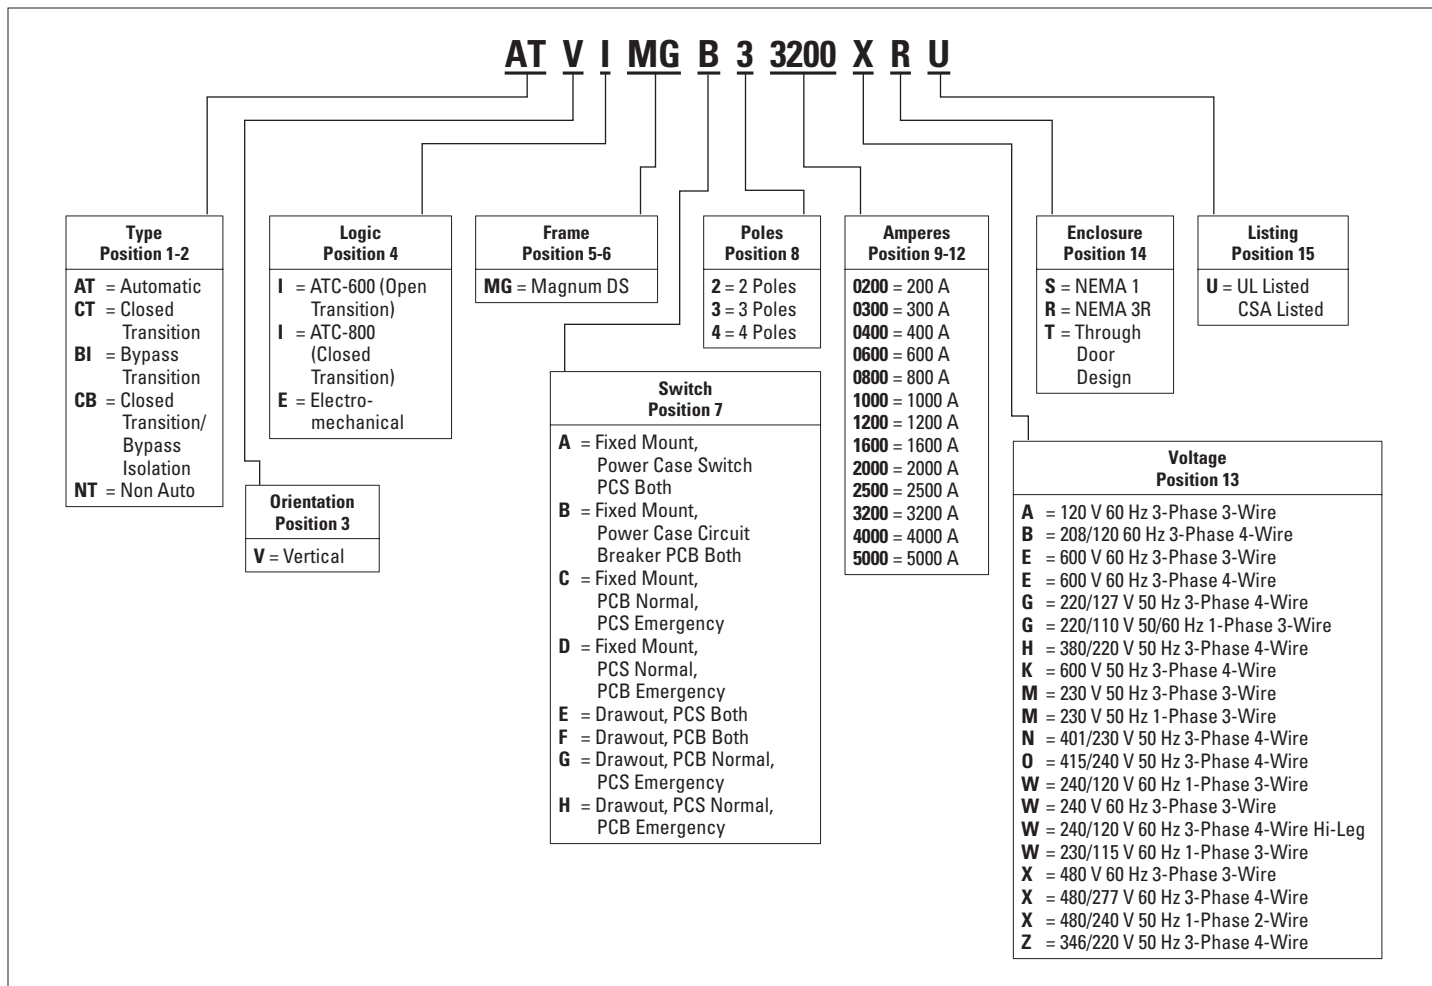 AT V I MG B 3 3200 X R U
Type
Position 1-2
AT = Automatic
CT = Closed
Transition
BI = Bypass
Transition
CB = Closed
Transition/
Bypass
Isolation
NT = Non Auto
Orientation
Position 3
V = Vertical
Logic
Position 4
I = ATC-600 (Open
Transition)
I = ATC-800
(Closed
Transition)
E = Electro-
mechanical
Frame
Position 5-6
MG = Magnum DS
Switch
Position 7
A = Fixed Mount,
Power Case Switch
PCS Both
B = Fixed Mount,
Power Case Circuit
Breaker PCB Both
C = Fixed Mount,
PCB Normal,
PCS Emergency
D = Fixed Mount,
PCS Normal,
PCB Emergency
E = Drawout, PCS Both
F = Drawout, PCB Both
G = Drawout, PCB Normal,
PCS Emergency
H = Drawout, PCS Normal,
PCB Emergency
Poles
Position 8
2 = 2 Poles
3 = 3 Poles
4 = 4 Poles
Amperes
Position 9-12
0200 = 200 A
0300 = 300 A
0400 = 400 A
0600 = 600 A
0800 = 800 A
1000 = 1000 A
1200 = 1200 A
1600 = 1600 A
2000 = 2000 A
2500 = 2500 A
3200 = 3200 A
4000 = 4000 A
5000 = 5000 A
Voltage
Position 13
A = 120 V 60 Hz 3-Phase 3-Wire
B = 208/120 60 Hz 3-Phase 4-Wire
E = 600 V 60 Hz 3-Phase 3-Wire
E = 600 V 60 Hz 3-Phase 4-Wire
G = 220/127 V 50 Hz 3-Phase 4-Wire
G = 220/110 V 50/60 Hz 1-Phase 3-Wire
H = 380/220 V 50 Hz 3-Phase 4-Wire
K = 600 V 50 Hz 3-Phase 4-Wire
M = 230 V 50 Hz 3-Phase 3-Wire
M = 230 V 50 Hz 1-Phase 3-Wire
N = 401/230 V 50 Hz 3-Phase 4-Wire
O = 415/240 V 50 Hz 3-Phase 4-Wire
W = 240/120 V 60 Hz 1-Phase 3-Wire
W = 240 V 60 Hz 3-Phase 3-Wire
W = 240/120 V 60 Hz 3-Phase 4-Wire Hi-Leg
W = 230/115 V 60 Hz 1-Phase 3-Wire
X = 480 V 60 Hz 3-Phase 3-Wire
X = 480/277 V 60 Hz 3-Phase 4-Wire
X = 480/240 V 50 Hz 1-Phase 2-Wire
Z = 346/220 V 50 Hz 3-Phase 4-Wire
Enclosure
Position 14
S = NEMA 1
R = NEMA 3R
T = Through
Door
Design
Listing
Position 15
U = UL Listed
CSA Listed